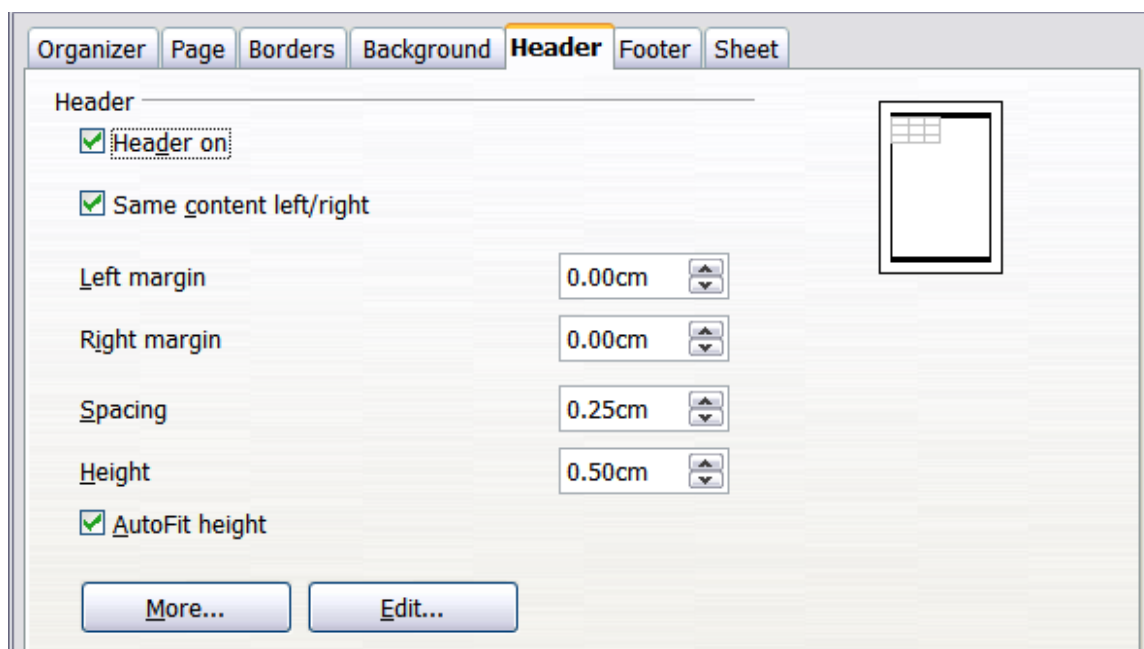 Organizer Page Borders Background Header Footer Sheet
Header
Header on
Same content left/right
Left margin 0.00cm
Right margin 0.00cm
Spacing 0.25cm
Height 0.50cm
AutoFit height
More... Edit...